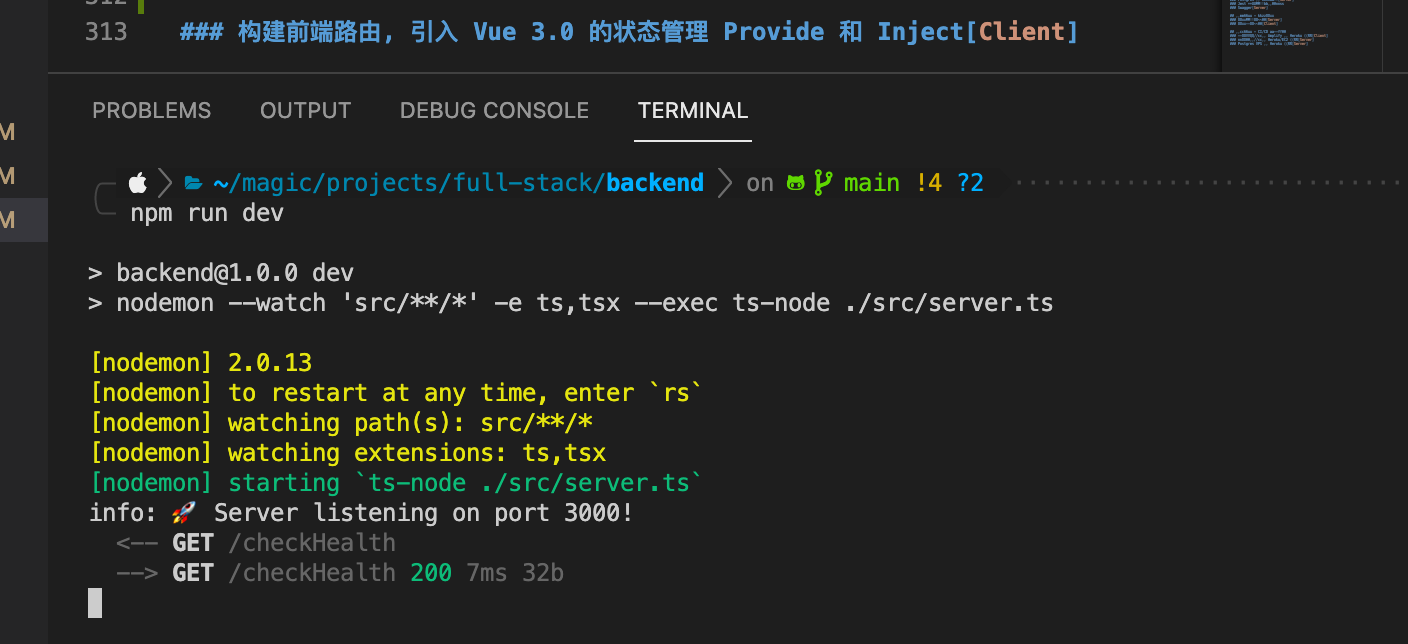 313 ### 构建前端路由, 引入 Vue 3.0 的状态管理 Provide 和 Inject[Client]
PROBLEMS OUTPUT DEBUG CONSOLE TERMINAL
M
M
M
~/magic/projects/full-stack/backend on main !4 ?2
npm run dev
> backend@1.0.0 dev
> nodemon --watch 'src/**/*' -e ts,tsx --exec ts-node ./src/server.ts
[nodemon] 2.0.13
[nodemon] to restart at any time, enter `rs`
[nodemon] watching path(s): src/**/*
[nodemon] watching extensions: ts,tsx
[nodemon] starting `ts-node ./src/server.ts`
info: 🚀 Server listening on port 3000!
<-- GET /checkHealth
--> GET /checkHealth 200 7ms 32b